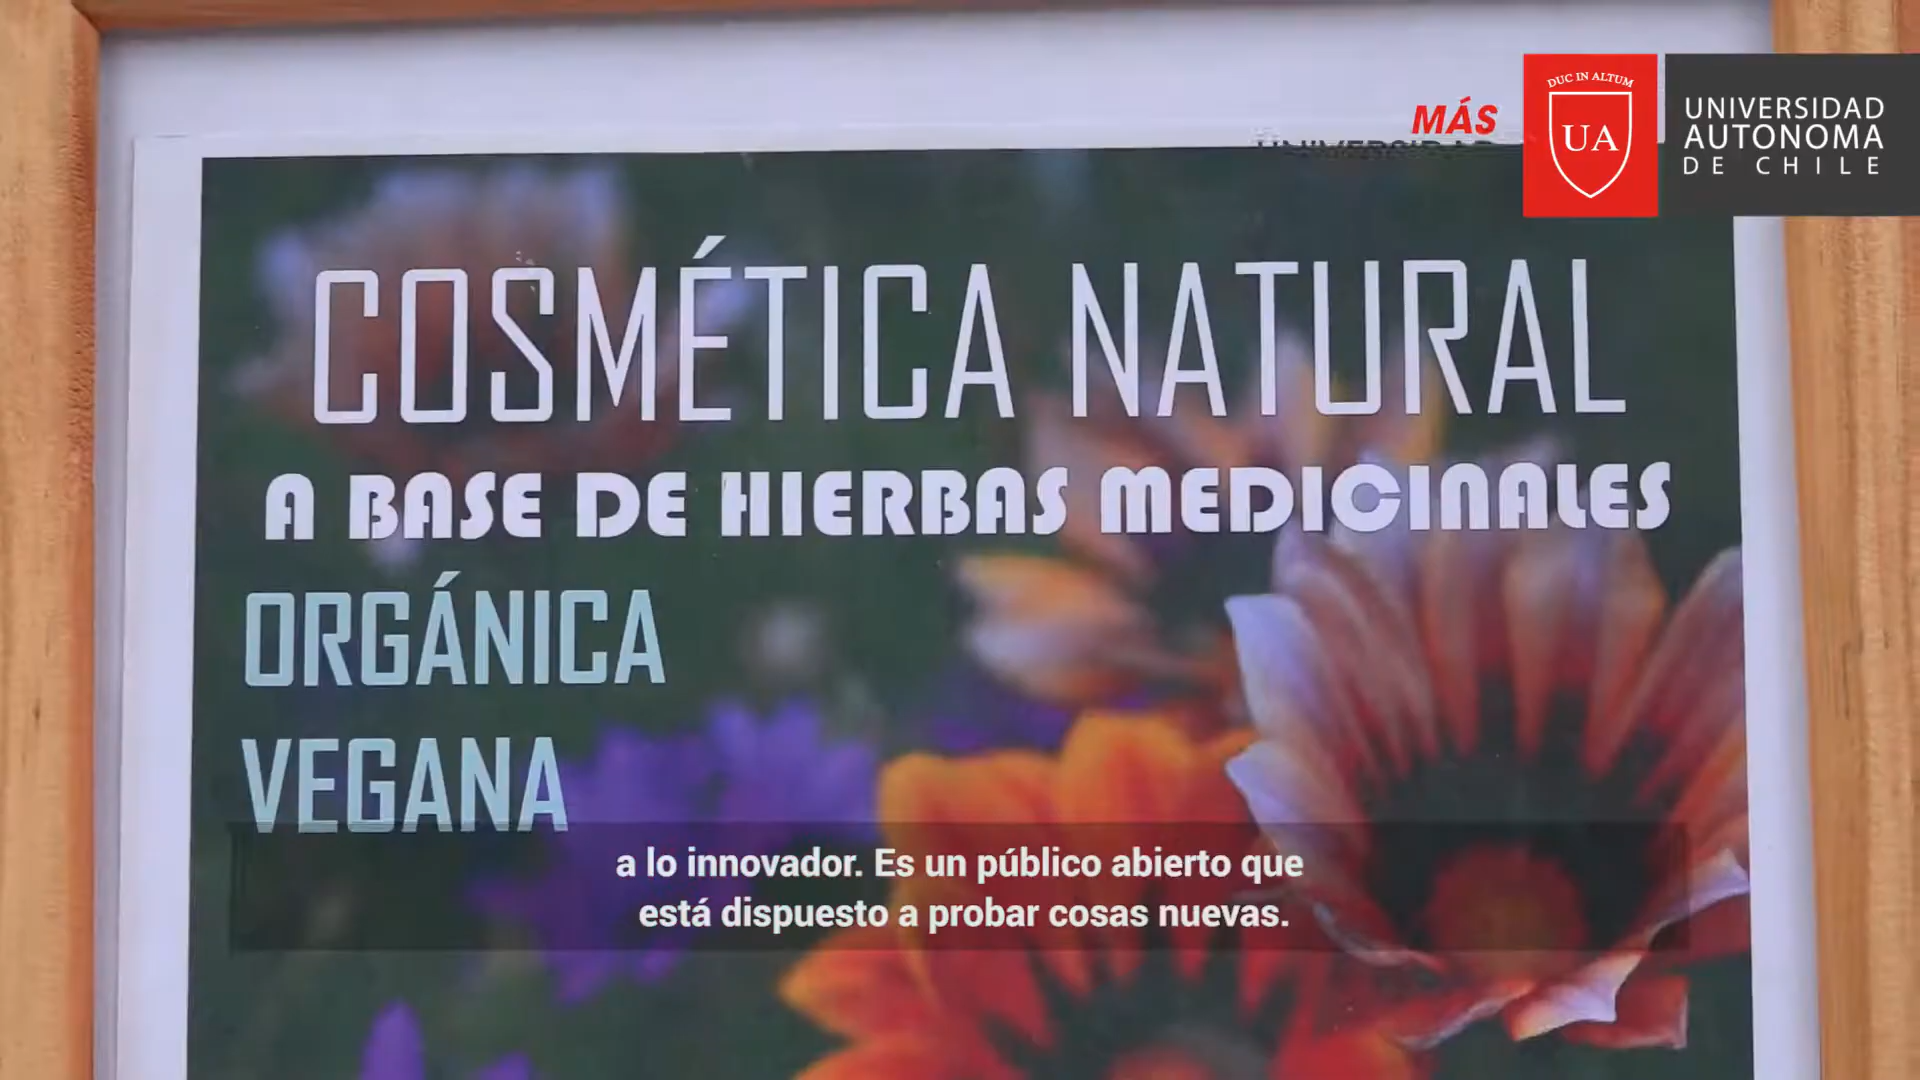 MÁS
UNIVERSIDAD
DUC IN ALTUM
UA
UNIVERSIDAD
AUTONOMA
DE CHILE
COSMÉTICA NATURAL
A BASE DE HIERBAS MEDICINALES
ORGÁNICA
VEGANA
a lo innovador. Es un público abierto que
está dispuesto a probar cosas nuevas.